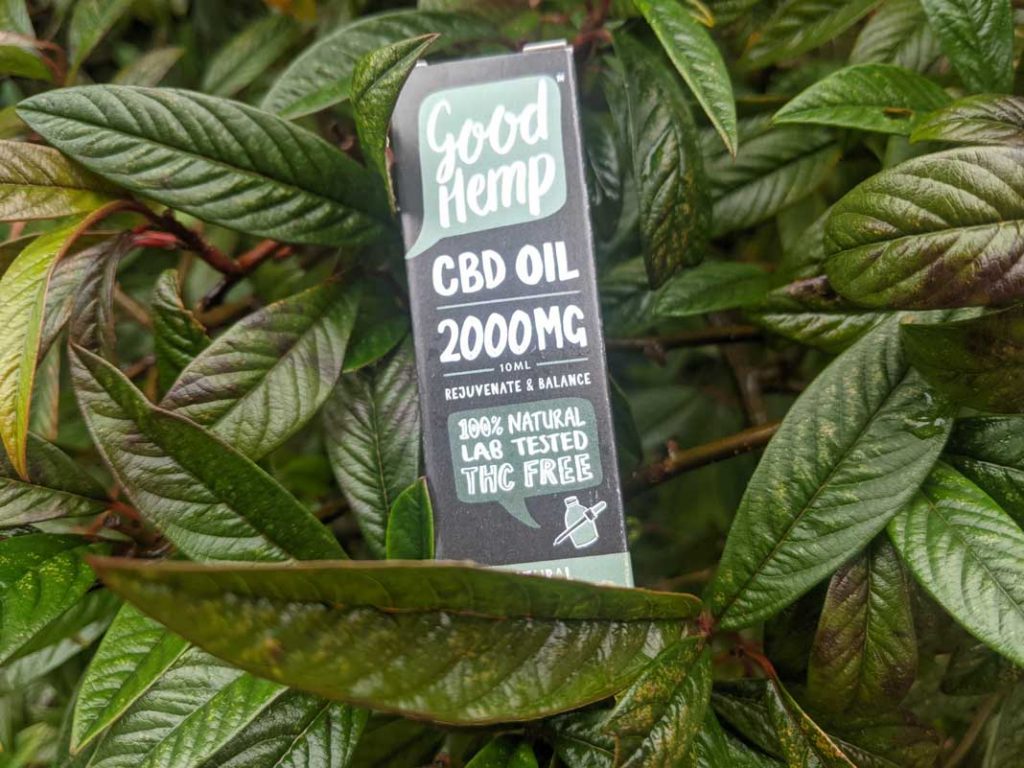 Good
Hemp
CBD OIL
2000MG
10ML
REJUVENATE & BALANCE
100% NATURAL
LAB TESTED
THC FREE